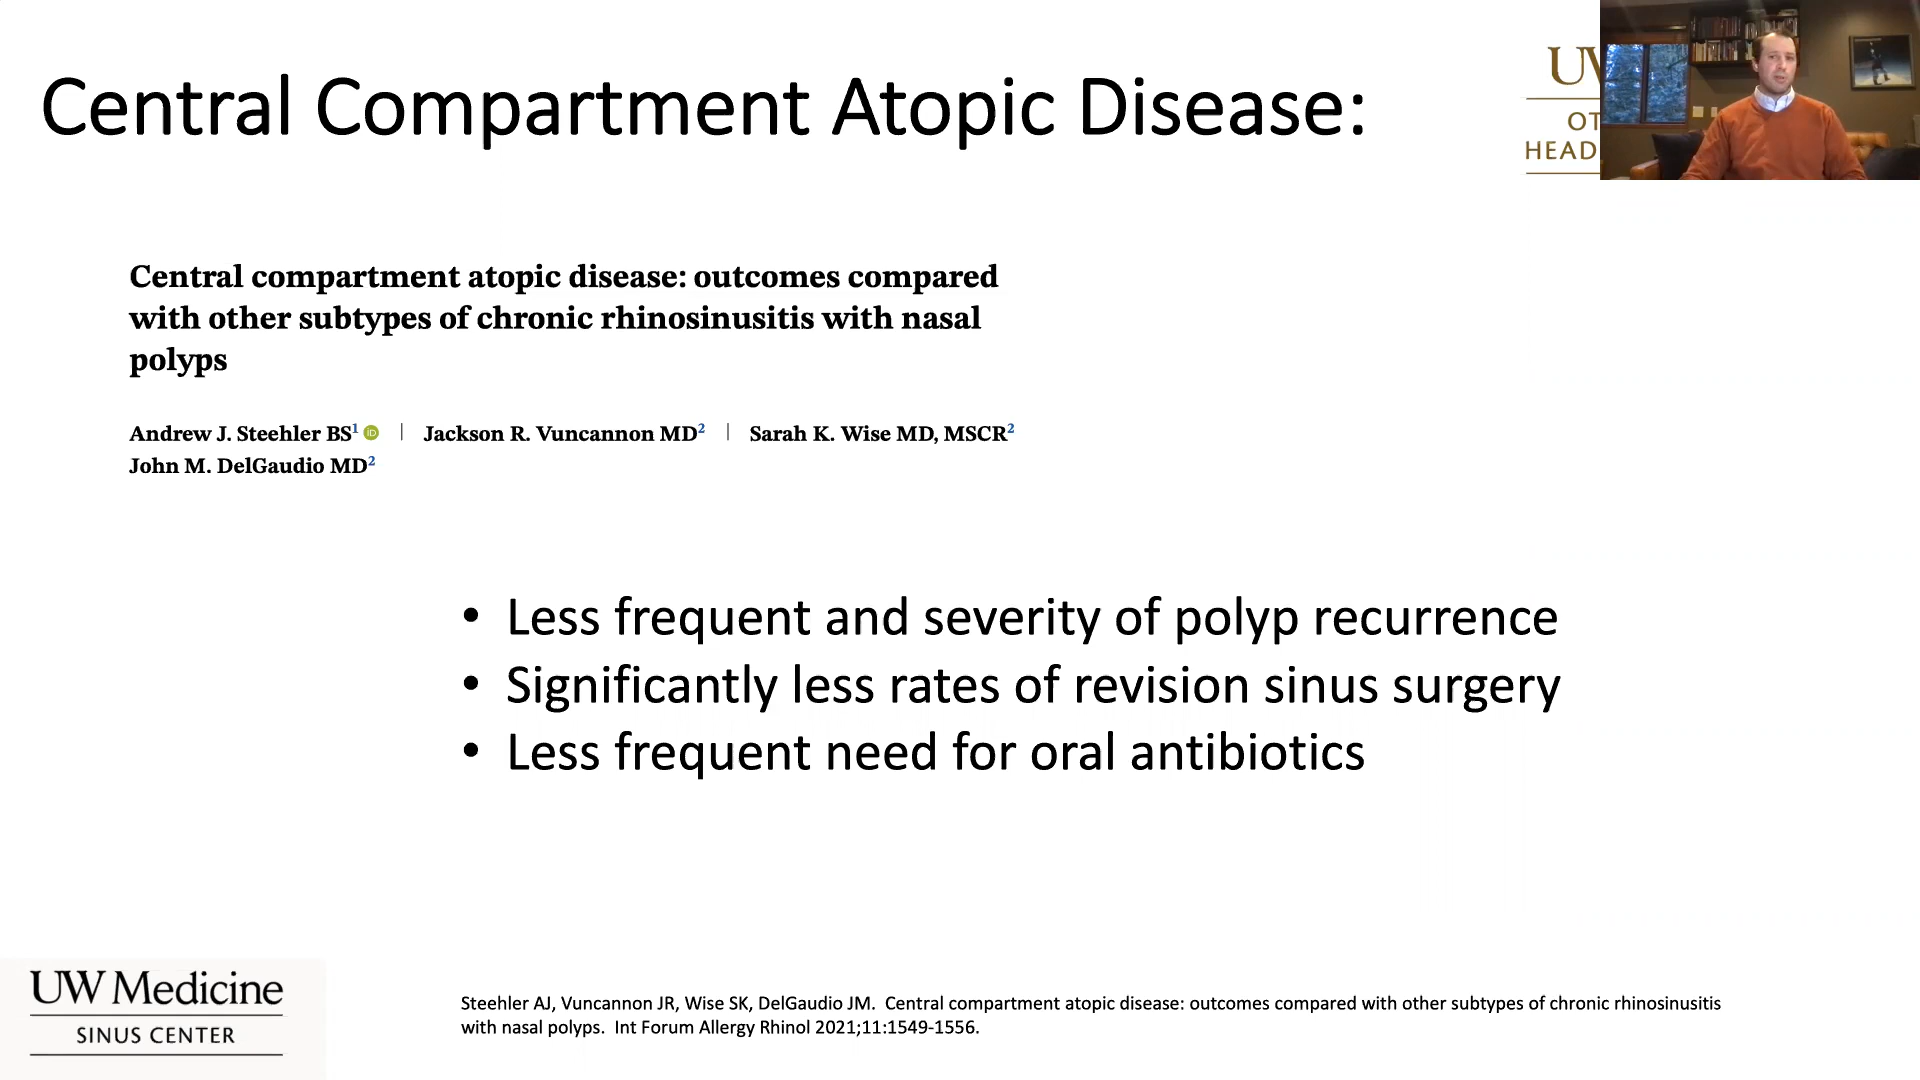 Central Compartment Atopic Disease:
UW
OT
HEAD
Central compartment atopic disease: outcomes compared
with other subtypes of chronic rhinosinusitis with nasal
polyps
Andrew J. Steehler BS1 iD | Jackson R. Vuncannon MD2 | Sarah K. Wise MD, MSCR2
John M. DelGaudio MD2
• Less frequent and severity of polyp recurrence
• Significantly less rates of revision sinus surgery
• Less frequent need for oral antibiotics
UW Medicine
SINUS CENTER
Steehler AJ, Vuncannon JR, Wise SK, DelGaudio JM. Central compartment atopic disease: outcomes compared with other subtypes of chronic rhinosinusitis
with nasal polyps. Int Forum Allergy Rhinol 2021;11:1549-1556.